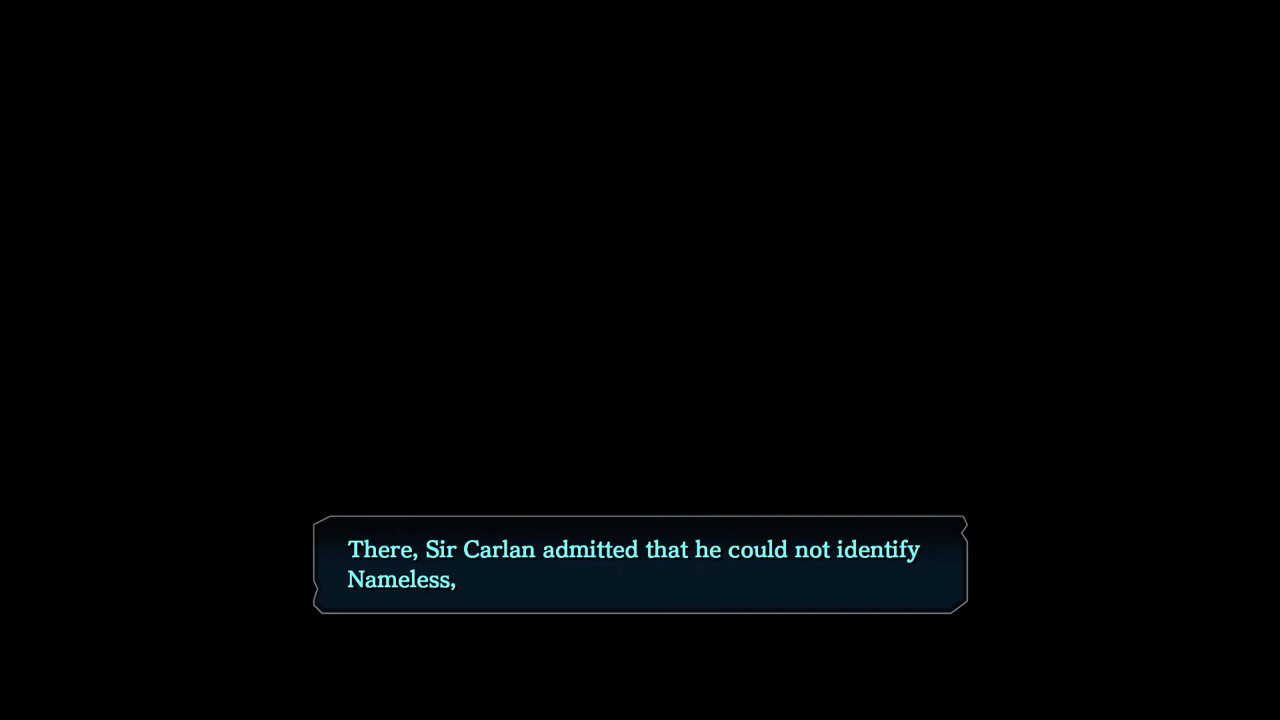 There, Sir Carlan admitted that he could not identify
Nameless,